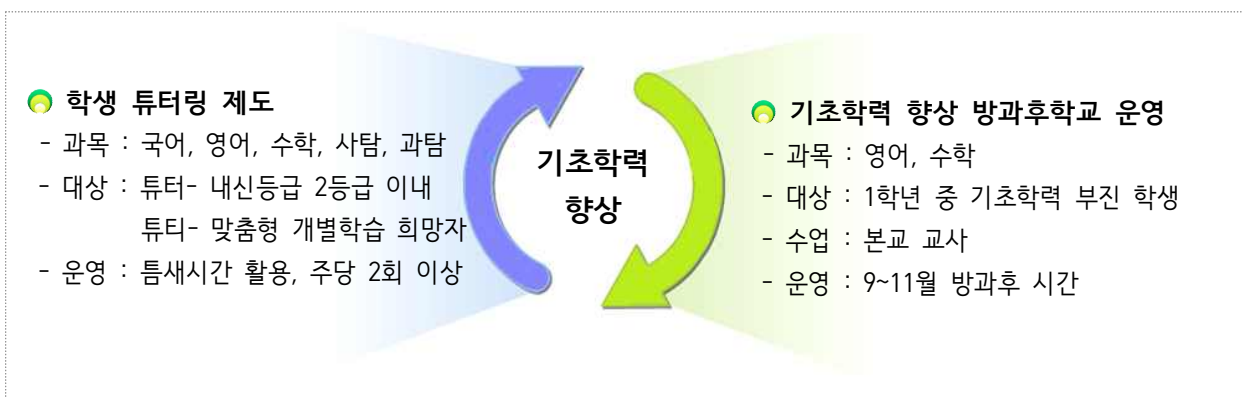 학생 튜터링 제도
- 과목 : 국어, 영어, 수학, 사탐, 과탐
- 대상 : 튜터- 내신등급 2등급 이내
튜티- 맞춤형 개별학습 희망자
- 운영 : 틈새시간 활용, 주당 2회 이상
기초학력
향상
기초학력 향상 방과후학교 운영
- 과목 : 영어, 수학
- 대상 : 1학년 중 기초학력 부진 학생
- 수업 : 본교 교사
- 운영 : 9~11월 방과후 시간